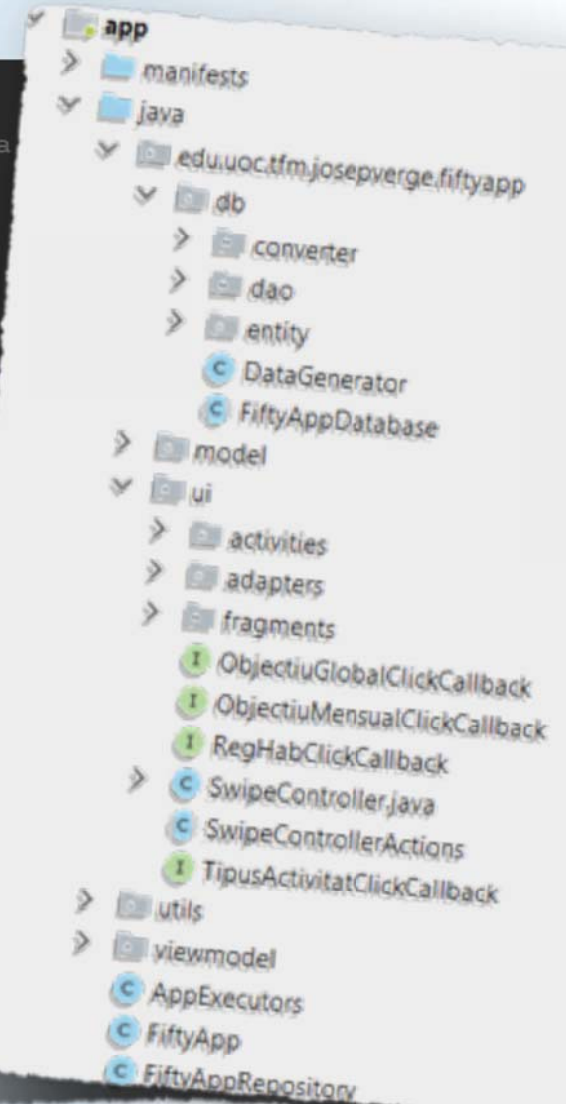 app
manifests
java
edu.uoc.tfm.josepverge.fiftyapp
db
converter
dao
entity
C DataGenerator
C FiftyAppDatabase
model
ui
activities
adapters
fragments
I ObjectiuGlobalClickCallback
I ObjectiuMensualClickCallback
I RegHabClickCallback
C SwipeController.java
C SwipeControllerActions
I TipusActivitatClickCallback
utils
viewmodel
C AppExecutors
C FiftyApp
C FiftyAppRepository